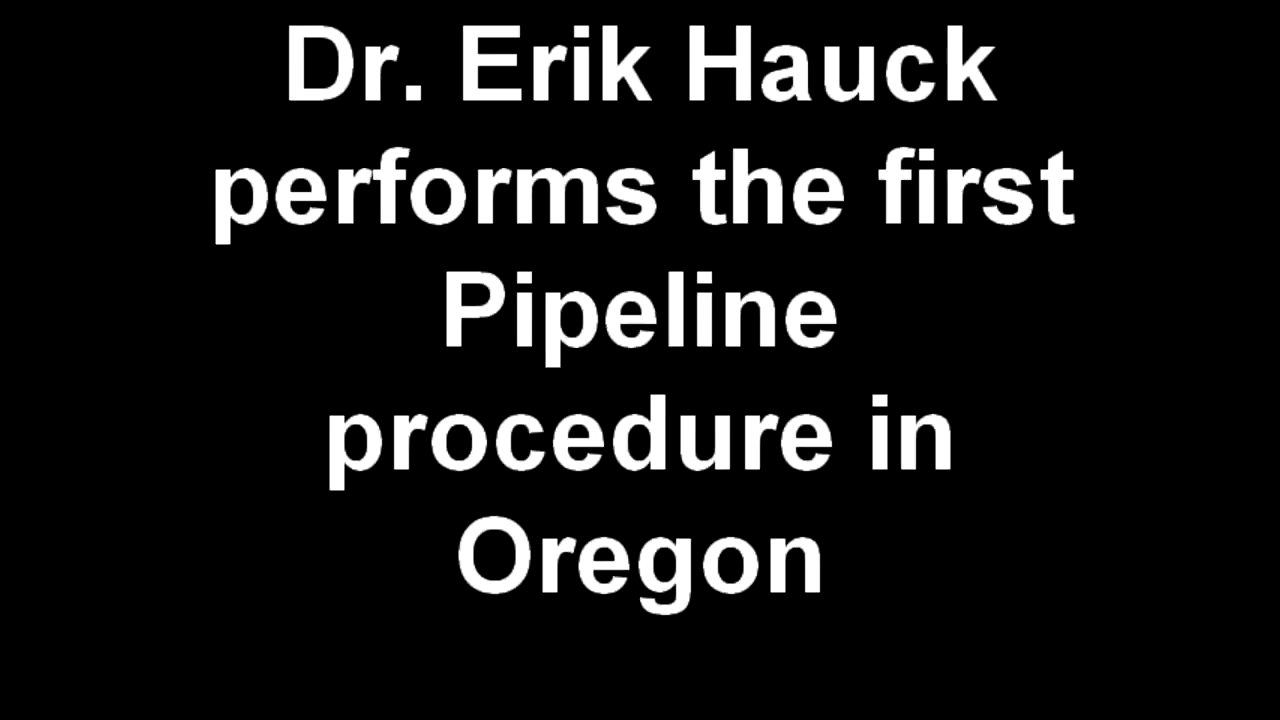 Dr. Erik Hauck
performs the first
Pipeline
procedure in
Oregon